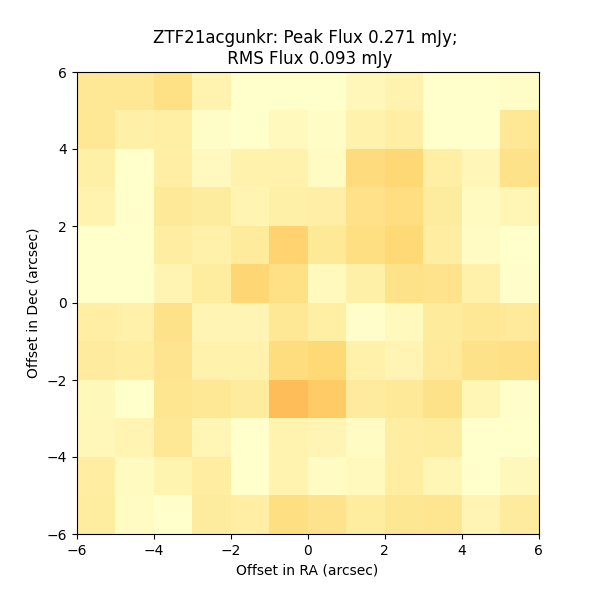 ZTF21acgunkr: Peak Flux 0.271 mJy;
RMS Flux 0.093 mJy
6
4
2
0
−2
−4
−6
Offset in Dec (arcsec)
−6 −4 −2 0 2 4 6
Offset in RA (arcsec)